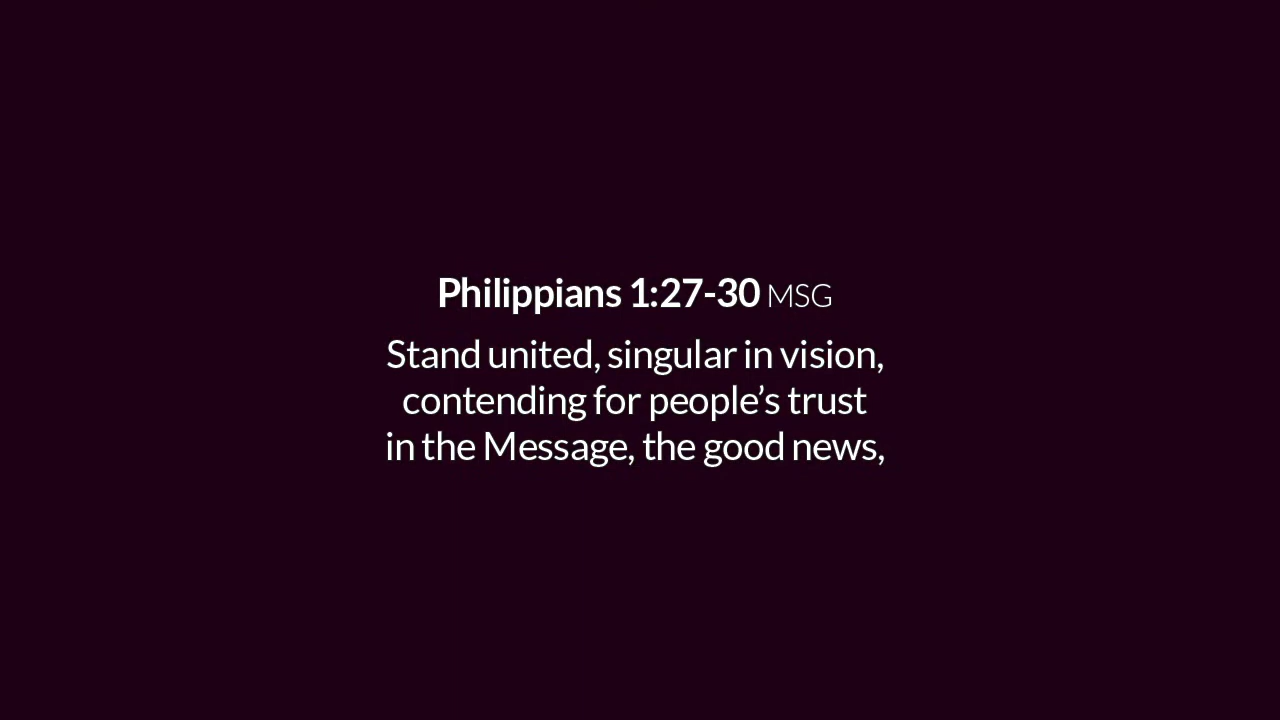 Philippians 1:27-30 MSG
Stand united, singular in vision,
contending for people’s trust
in the Message, the good news,